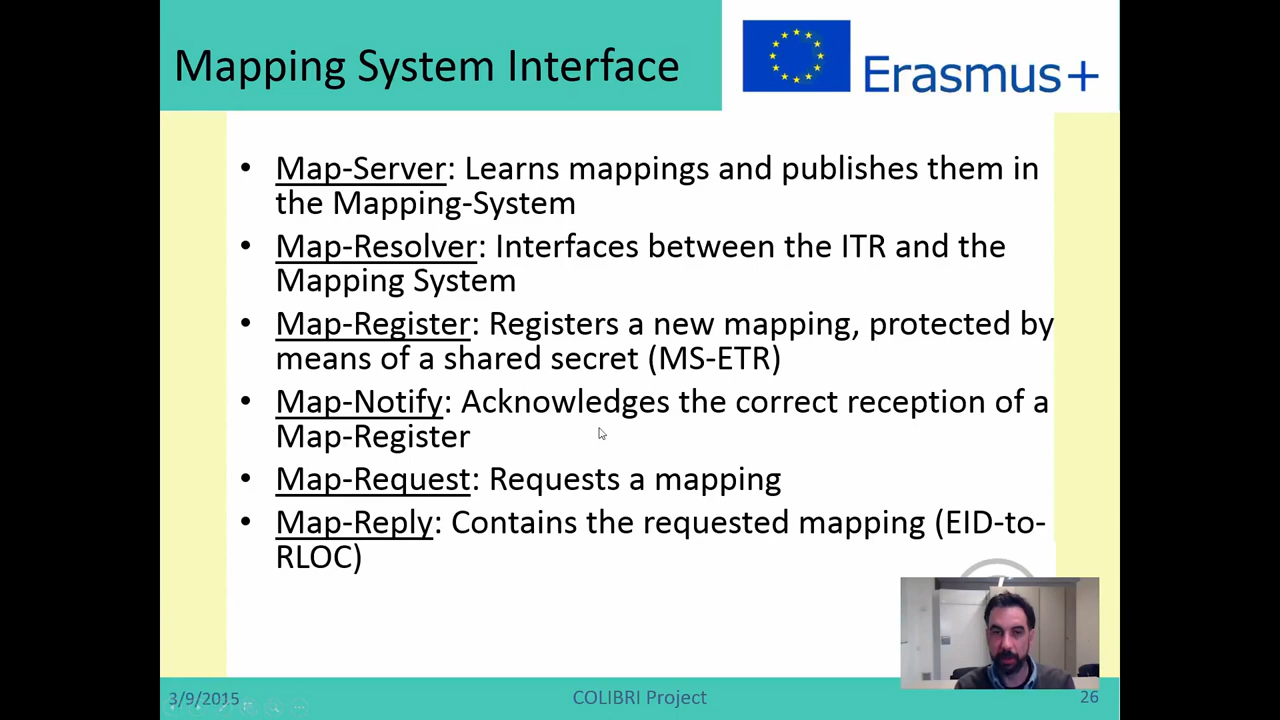 Mapping System Interface
Erasmus+
• Map-Server: Learns mappings and publishes them in
the Mapping-System
• Map-Resolver: Interfaces between the ITR and the
Mapping System
• Map-Register: Registers a new mapping, protected by
means of a shared secret (MS-ETR)
• Map-Notify: Acknowledges the correct reception of a
Map-Register
• Map-Request: Requests a mapping
• Map-Reply: Contains the requested mapping (EID-to-
RLOC)
3/9/2015
COLIBRI Project
26